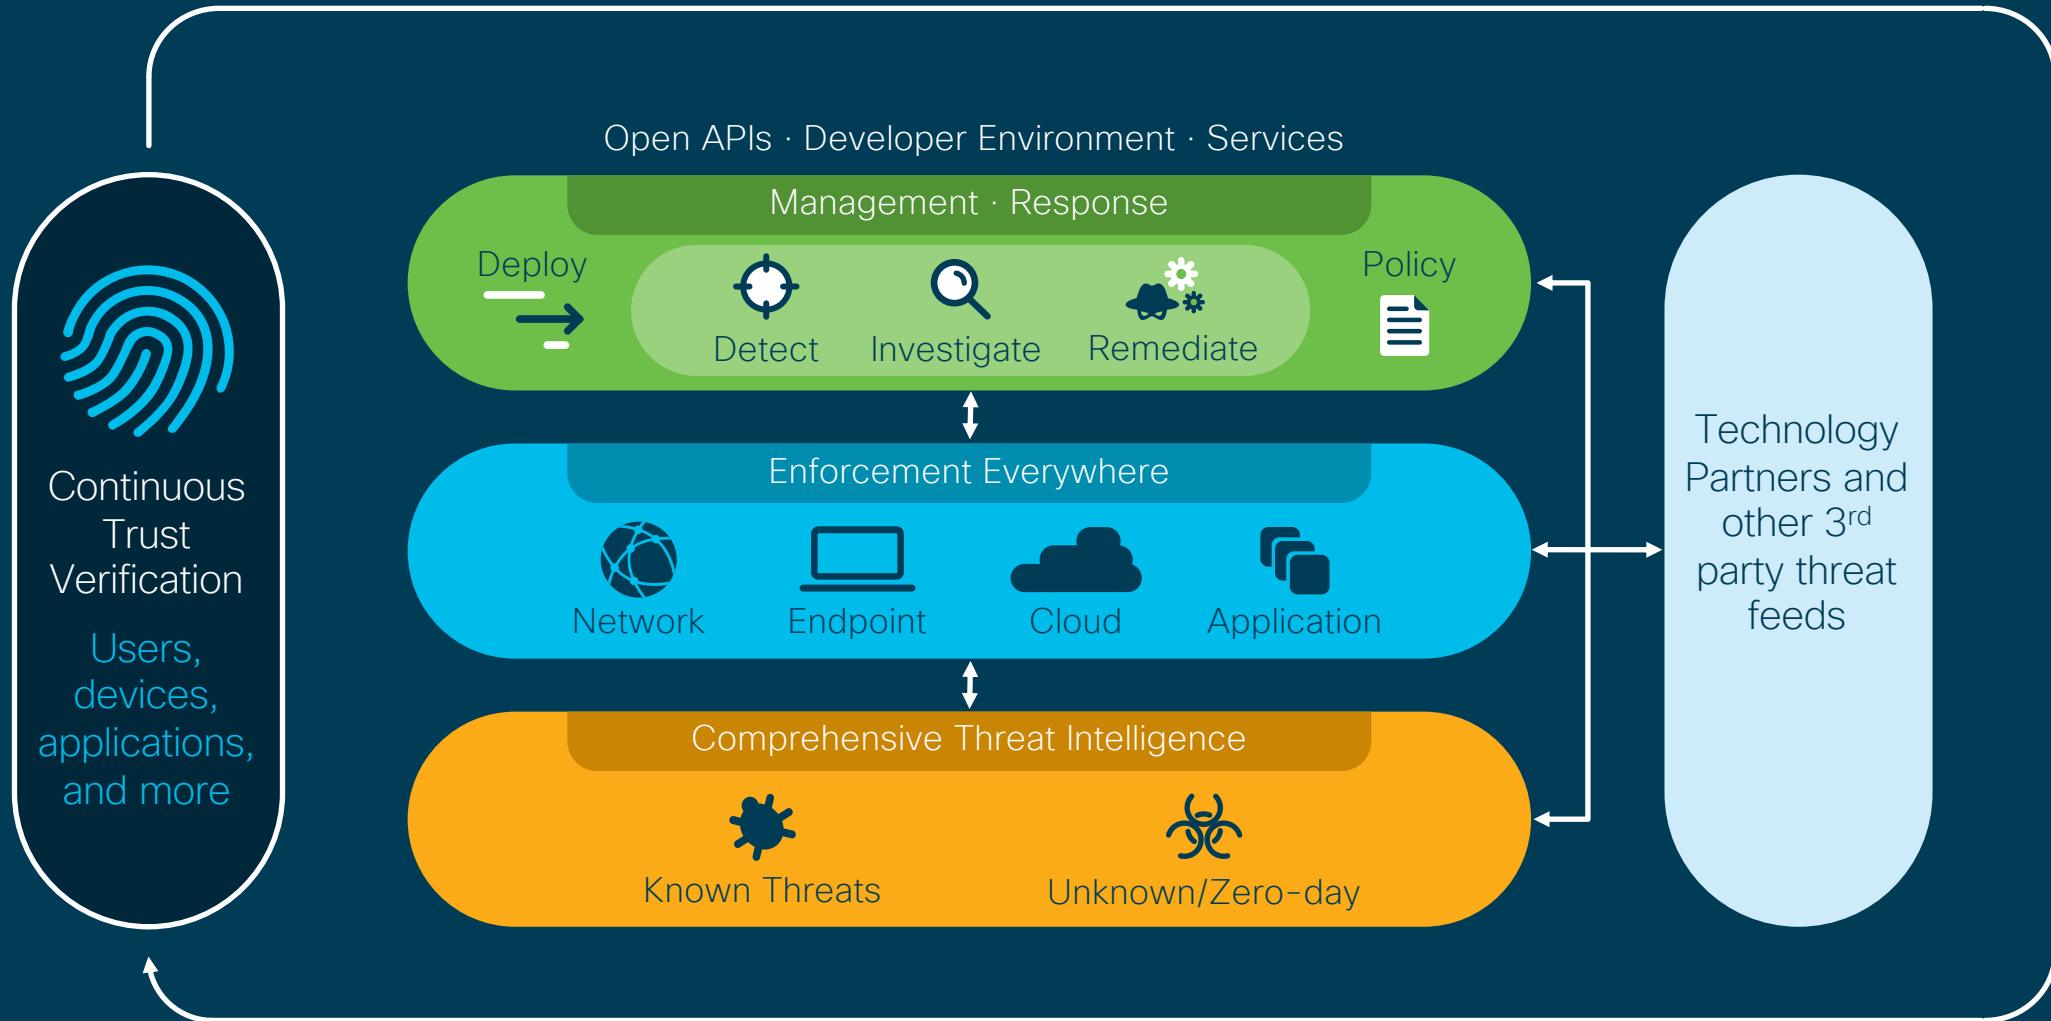 Open APIs · Developer Environment · Services
Management · Response
Deploy
Detect
Investigate
Remediate
Policy
Continuous
Trust
Verification
Users,
devices,
applications,
and more
Enforcement Everywhere
Network
Endpoint
Cloud
Application
Comprehensive Threat Intelligence
Known Threats
Unknown/Zero-day
Technology
Partners and
other 3rd
party threat
feeds